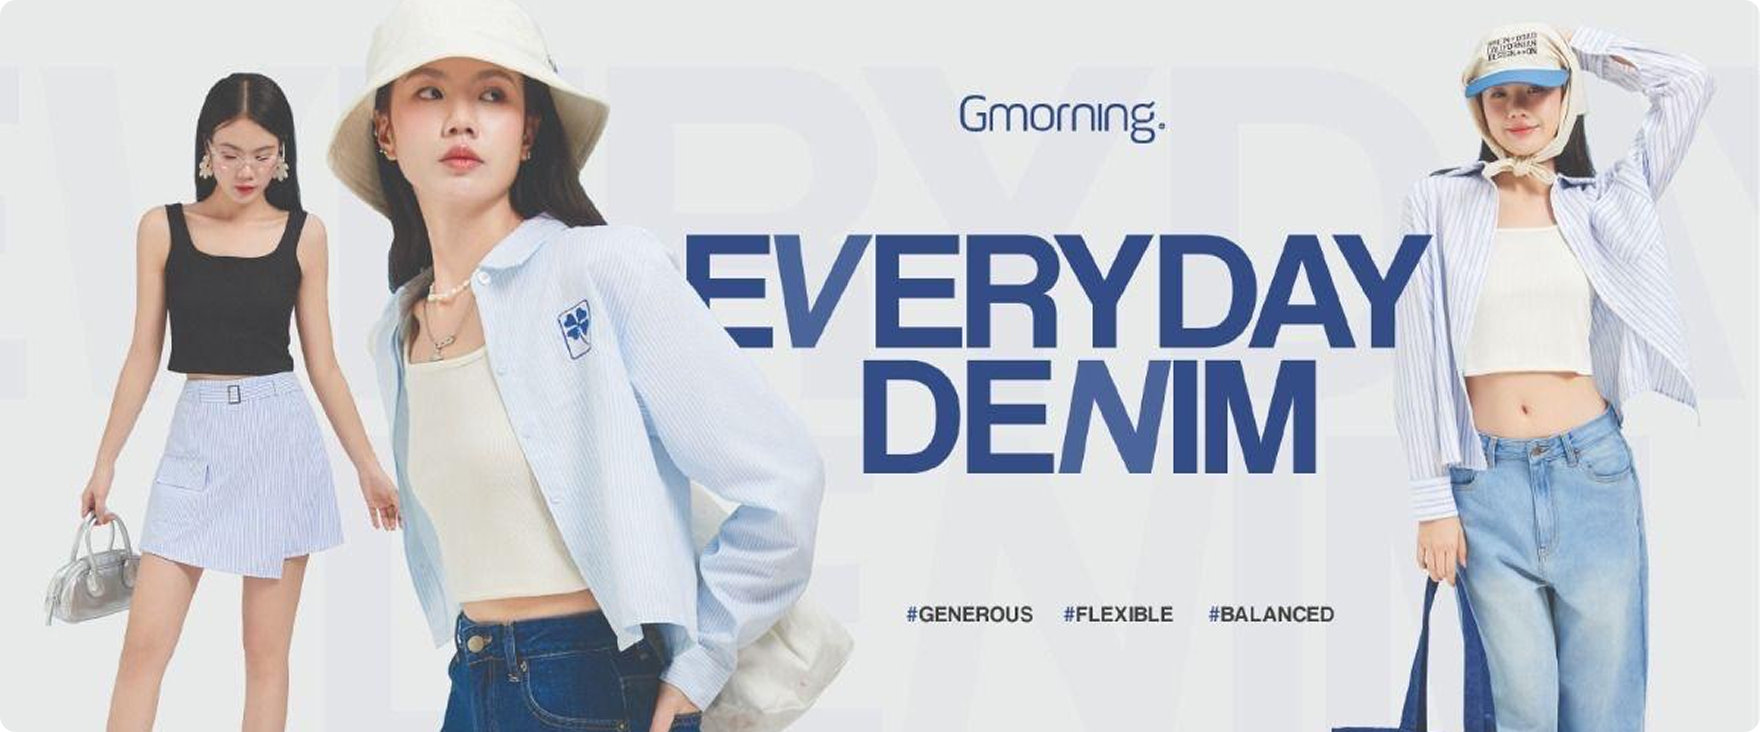 Gmorning.
EVERYDAY
DENIM
#GENEROUS #FLEXIBLE #BALANCED